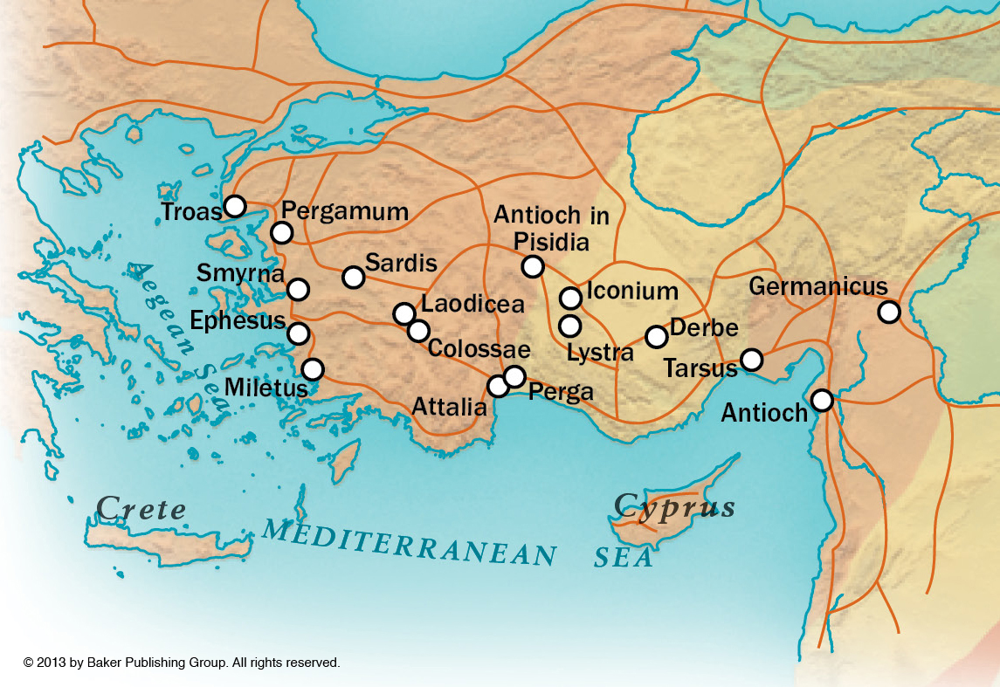 Troas
Pergamum
Antioch in
Pisidia
Smyrna
Sardis
Iconium
Germanicus
Aegean Sea
Ephesus
Laodicea
Derbe
Colossae
Lystra
Tarsus
Miletus
Attalia
Perga
Antioch
Crete
Cyprus
MEDITERRANEAN SEA
© 2013 by Baker Publishing Group. All rights reserved.